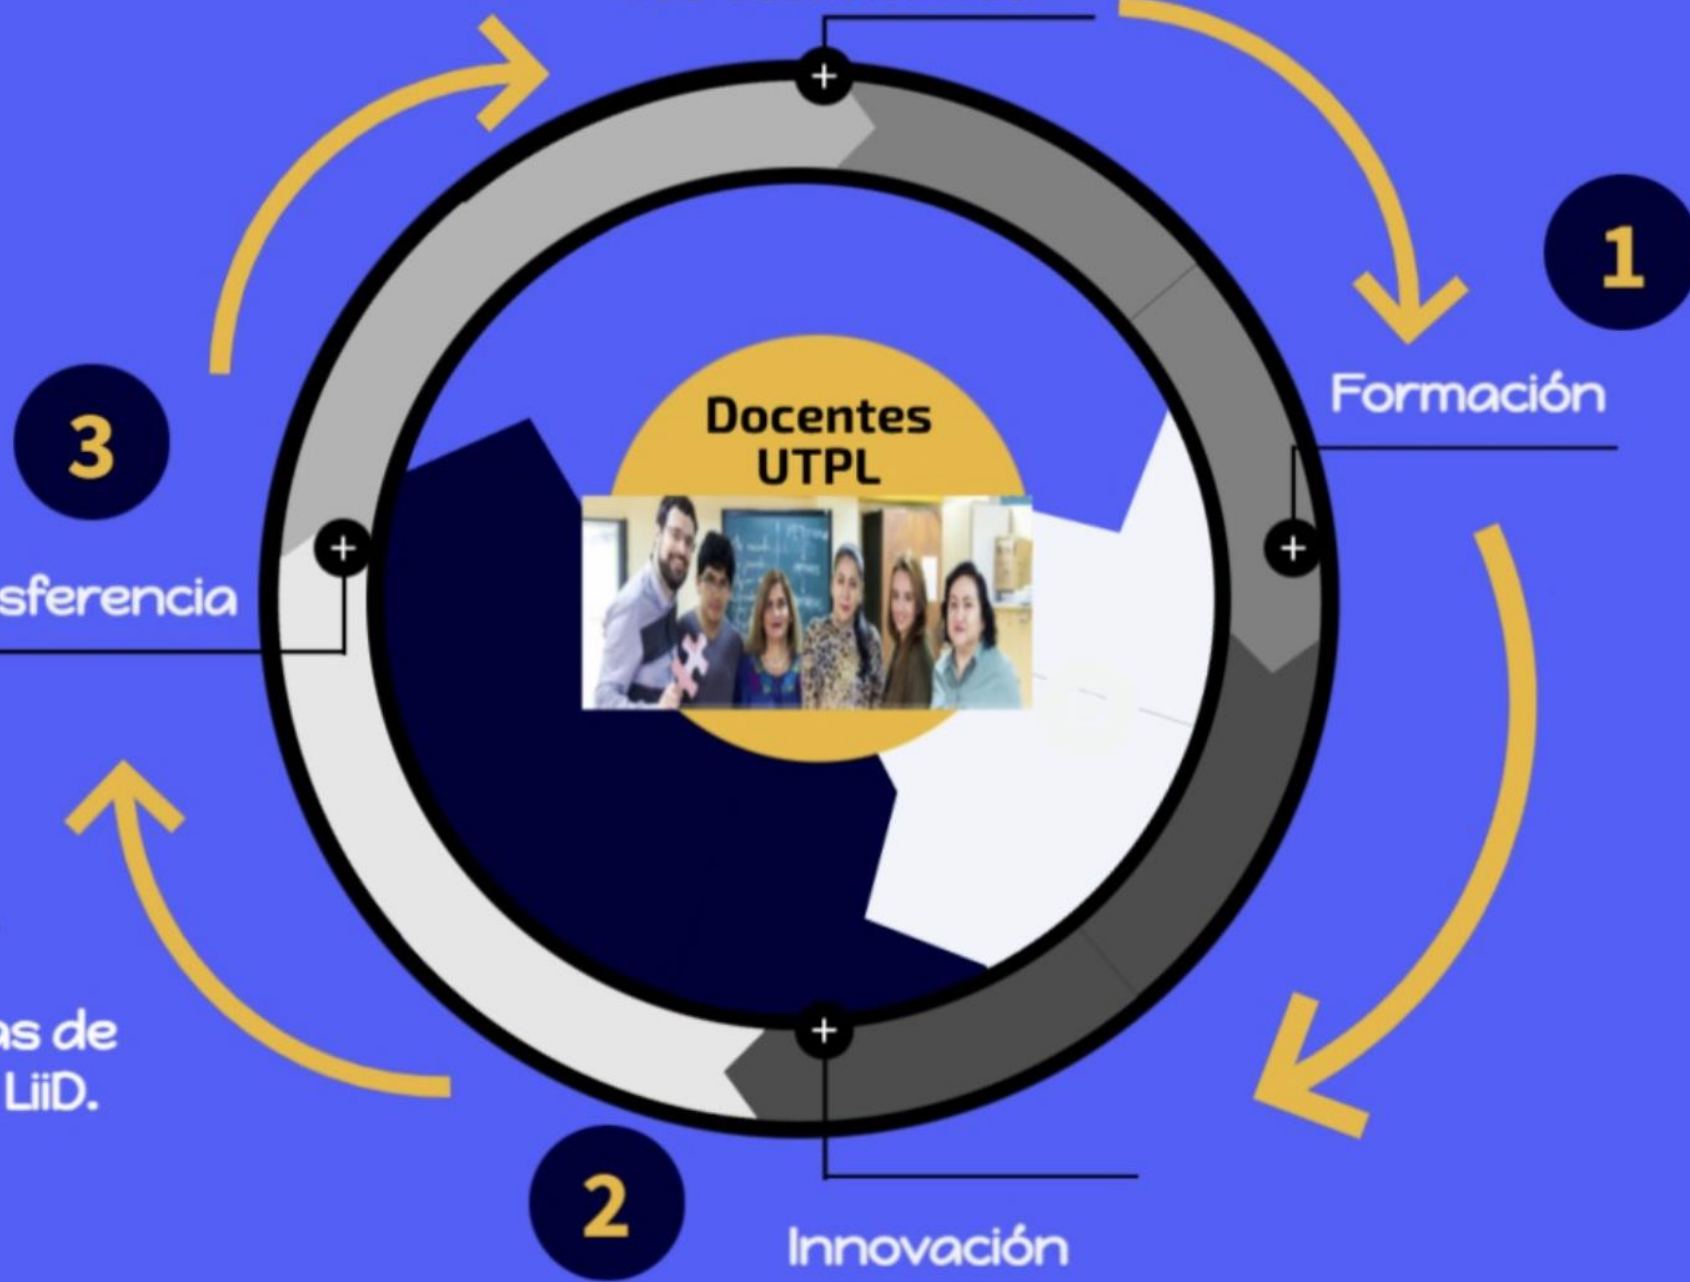 1
Formación
Docentes
UTPL
3
sferencia
as de
LiiD.
2
Innovación